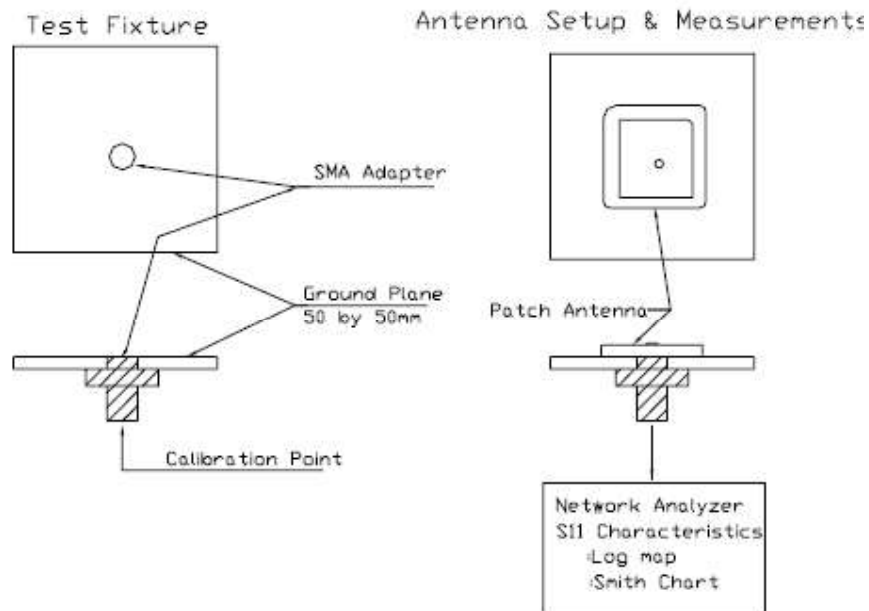 Test Fixture
Antenna Setup & Measurements
SMA Adapter
Ground Plane
50 by 50mm
Patch Antenna
Calibration Point
Network Analyzer
S11 Characteristics
:Log map
:Smith Chart